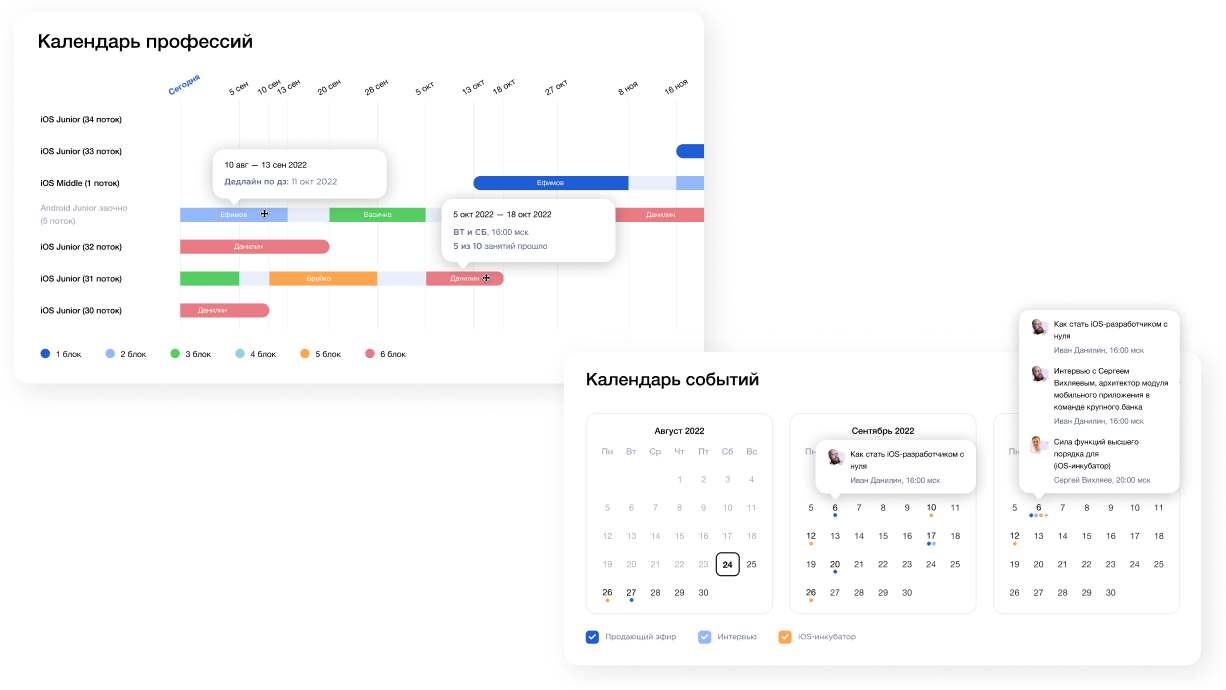 Календарь профессий
Сегодня
5 сен
10 сен
13 сен
20 сен
28 сен
5 окт
13 окт
18 окт
27 окт
8 ноя
16 ноя
iOS Junior (34 поток)
iOS Junior (33 поток)
iOS Middle (1 поток)
Ефимов
10 авг — 13 сен 2022
Дедлайн по дз: 11 окт 2022
Android Junior заочно
(5 поток)
Ефимов
Васичко
Данилин
5 окт 2022 — 18 окт 2022
ВТ и СБ, 16:00 мск
5 из 10 занятий прошло
iOS Junior (32 поток)
Данилин
iOS Junior (31 поток)
Бруйко
Данилин
iOS Junior (30 поток)
Данилин
1 блок
2 блок
3 блок
4 блок
5 блок
6 блок
Календарь событий
Август 2022
Пн Вт Ср Чт Пт Сб Вс
1 2 3 4
5 6 7 8 9 10 11
12 13 14 15 16 17 18
19 20 21 22 23 24 25
26 27 28 29 30
Сентябрь 2022
Как стать iOS-разработчиком с
нуля
Иван Данилин, 16:00 мск
5 6 7 8 9 10 11
12 13 14 15 16 17 18
19 20 21 22 23 24 25
26 27 28 29 30
Как стать iOS-разработчиком с
нуля
Иван Данилин, 16:00 мск
Интервью с Сергеем
Вихляевым, архитектор модуля
мобильного приложения в
команде крупного банка
Иван Данилин, 16:00 мск
Сила функций высшего
порядка для
(iOS-инкубатор)
Сергей Вихляев, 20:00 мск
5 6 7 8 9 10 11
12 13 14 15 16 17 18
19 20 21 22 23 24 25
26 27 28 29 30
Продающий эфир
Интервью
iOS-инкубатор